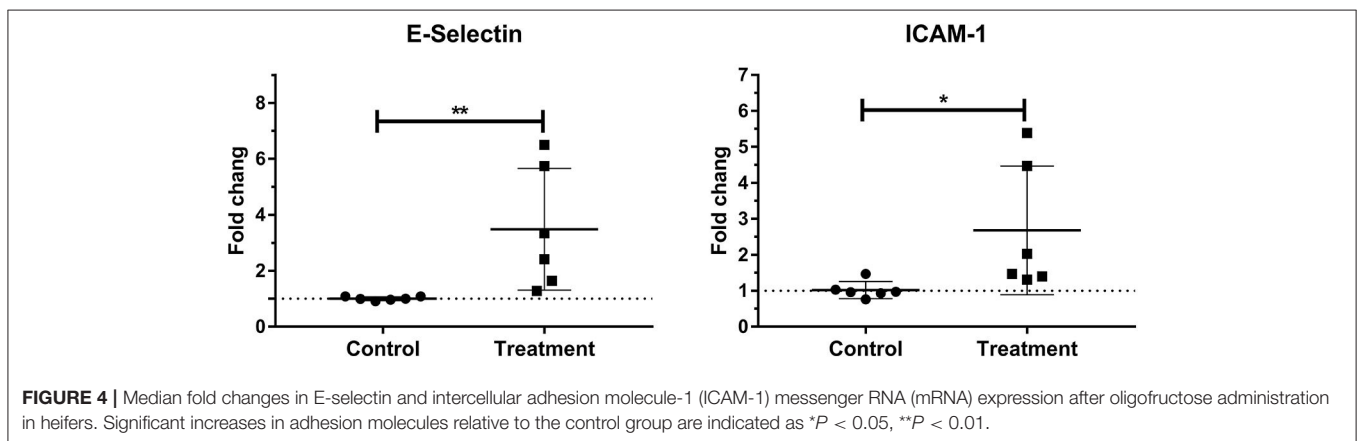 E-Selectin
**
Fold chang
8
6
4
2
0
Control Treatment
ICAM-1
*
Fold chang
7
6
5
4
3
2
1
0
Control Treatment
FIGURE 4 | Median fold changes in E-selectin and intercellular adhesion molecule-1 (ICAM-1) messenger RNA (mRNA) expression after oligofructose administration
in heifers. Significant increases in adhesion molecules relative to the control group are indicated as *P < 0.05, **P < 0.01.